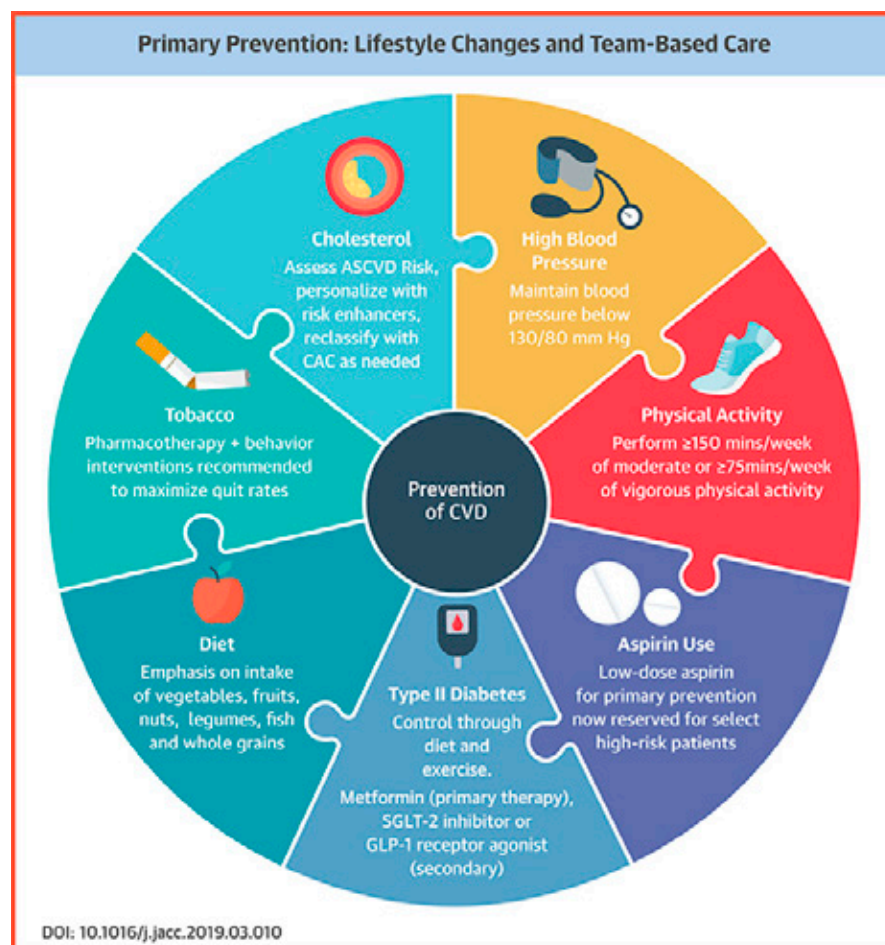 Primary Prevention: Lifestyle Changes and Team-Based Care
Cholesterol
Assess ASCVD Risk,
personalize with
risk enhancers,
reclassify with
CAC as needed
High Blood
Pressure
Maintain blood
pressure below
130/80 mm Hg
Tobacco
Pharmacotherapy + behavior
interventions recommended
to maximize quit rates
Prevention
of CVD
Physical Activity
Perform ≥150 mins/week
of moderate or ≥75mins/week
of vigorous physical activity
Diet
Emphasis on intake
of vegetables, fruits,
nuts, legumes, fish
and whole grains
Type II Diabetes
Control through
diet and
exercise.
Metformin (primary therapy),
SGLT-2 inhibitor or
GLP-1 receptor agonist
(secondary)
Aspirin Use
Low-dose aspirin
for primary prevention
now reserved for select
high-risk patients
DOI: 10.1016/j.jacc.2019.03.010